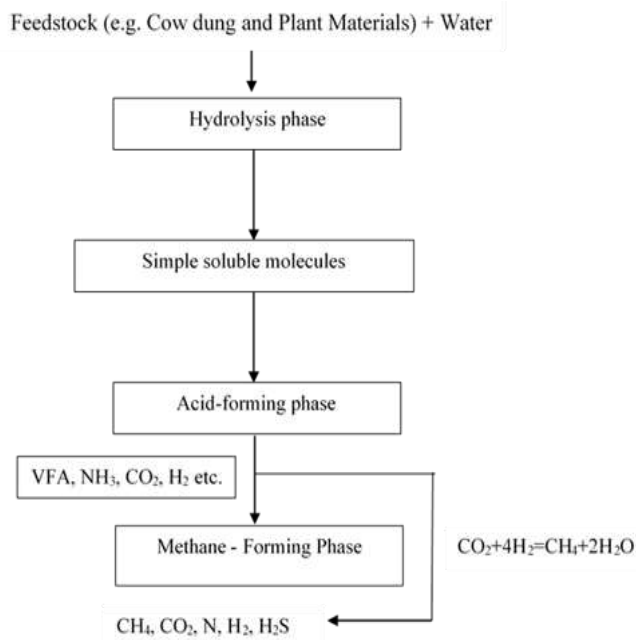 Feedstock (e.g. Cow dung and Plant Materials) + Water
Hydrolysis phase
Simple soluble molecules
Acid-forming phase
VFA, NH₃, CO₂, H₂ etc.
Methane - Forming Phase
CO₂+4H₂=CH₄+2H₂O
CH₄, CO₂, N, H₂, H₂S